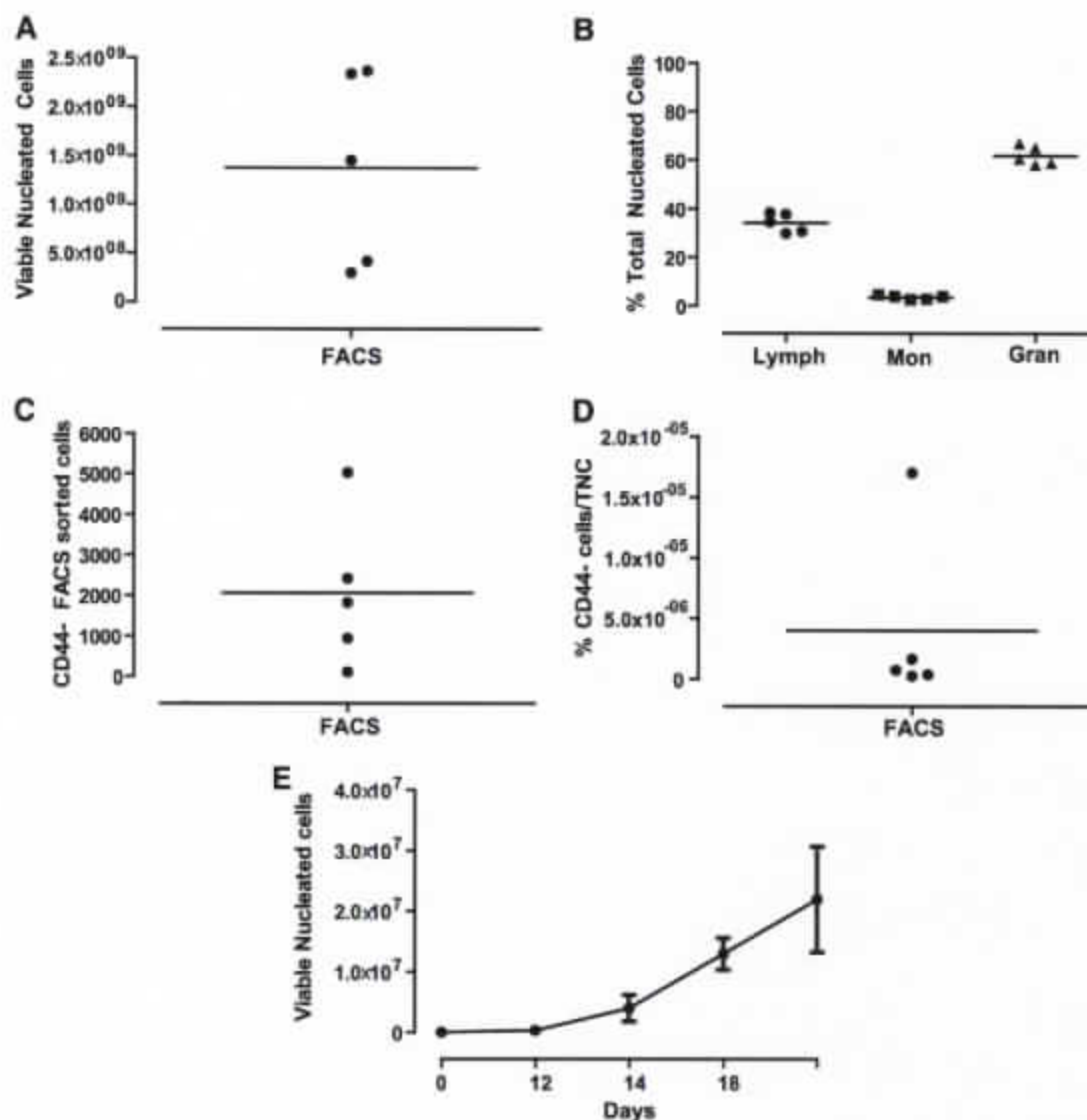 A
Viable Nucleated Cells
2.5x10^09
2.0x10^09
1.5x10^09
1.0x10^09
5.0x10^08
0
FACS
B
% Total Nucleated Cells
100
80
60
40
20
0
Lymph Mon Gran
C
CD44- FACS sorted cells
6000
5000
4000
3000
2000
1000
0
FACS
D
% CD44- cells/TNC
2.0x10^-05
1.5x10^-05
1.0x10^-05
5.0x10^-06
0
FACS
E
Viable Nucleated cells
4.0x10^7
3.0x10^7
2.0x10^7
1.0x10^7
0
0 12 14 18
Days